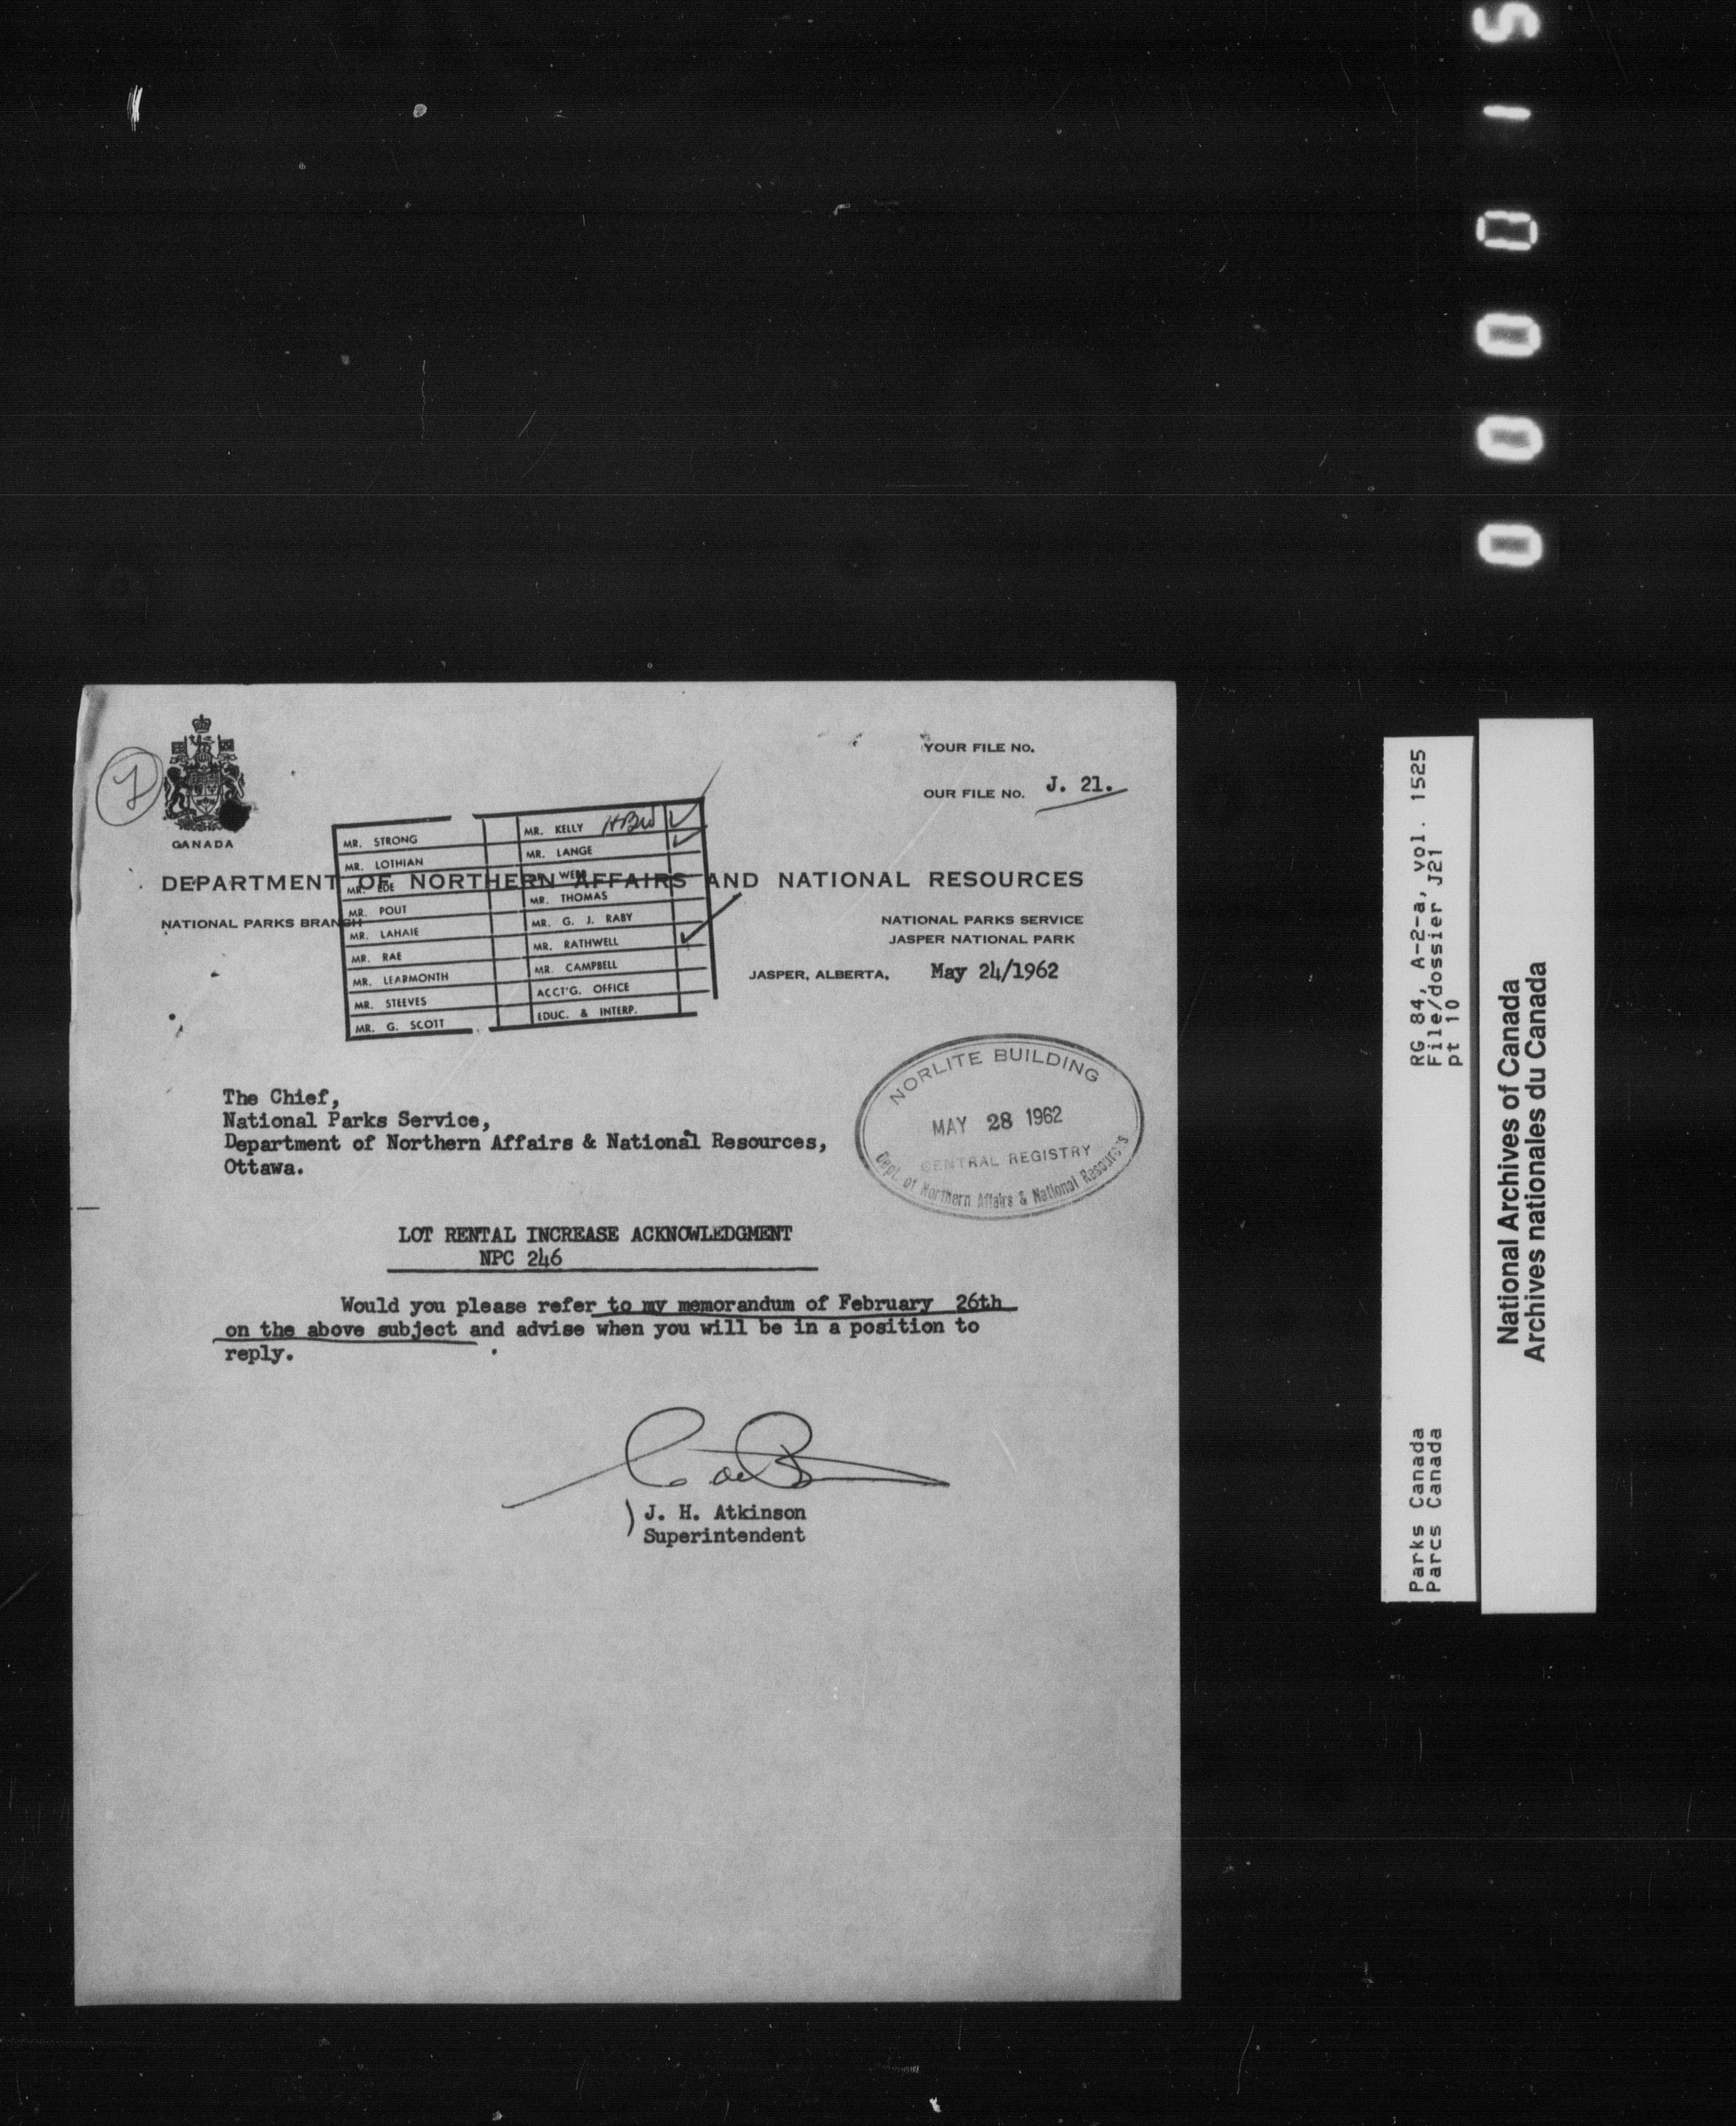 YOUR FILE No.
OUR FILE No. J. 21.
CANADA
MR. STRONG
MR. KELLY
MR. LOTHIAN
MR. LANGE
MR. EDE
WEBB
DEPARTMENT OF NORTHERN AFFAIRS AND NATIONAL RESOURCES
MR. POUT
MR. THOMAS
NATIONAL PARKS BRANCH
MR. LAHAIE
MR. G. J. RABY
NATIONAL PARKS SERVICE
JASPER NATIONAL PARK
MR. RAE
MR. RATHWELL
MR. LEARMONTH
MR. CAMPBELL
MR. STEEVES
ACCT'G. OFFICE
MR. G. SCOTT
EDUC. & INTERP.
JASPER, ALBERTA, May 24/1962
The Chief,
National Parks Service,
Department of Northern Affairs & National Resources,
Ottawa.
NORLITE BUILDING
MAY 28 1962
CENTRAL REGISTRY
Dept. of Northern Affairs & National Resources
LOT RENTAL INCREASE ACKNOWLEDGMENT
NPC 246
Would you please refer to my memorandum of February 26th
on the above subject and advise when you will be in a position to
reply.
J. H. Atkinson
Superintendent
RG 84, A-2-a, vol. 1525
File/dossier J21
pt 10
Parks Canada
Parcs Canada
National Archives of Canada
Archives nationales du Canada